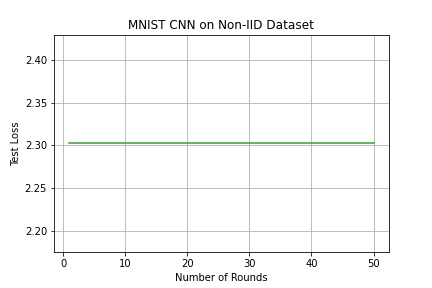 MNIST CNN on Non-IID Dataset
2.40
2.35
2.30
2.25
2.20
Test Loss
0 10 20 30 40 50
Number of Rounds